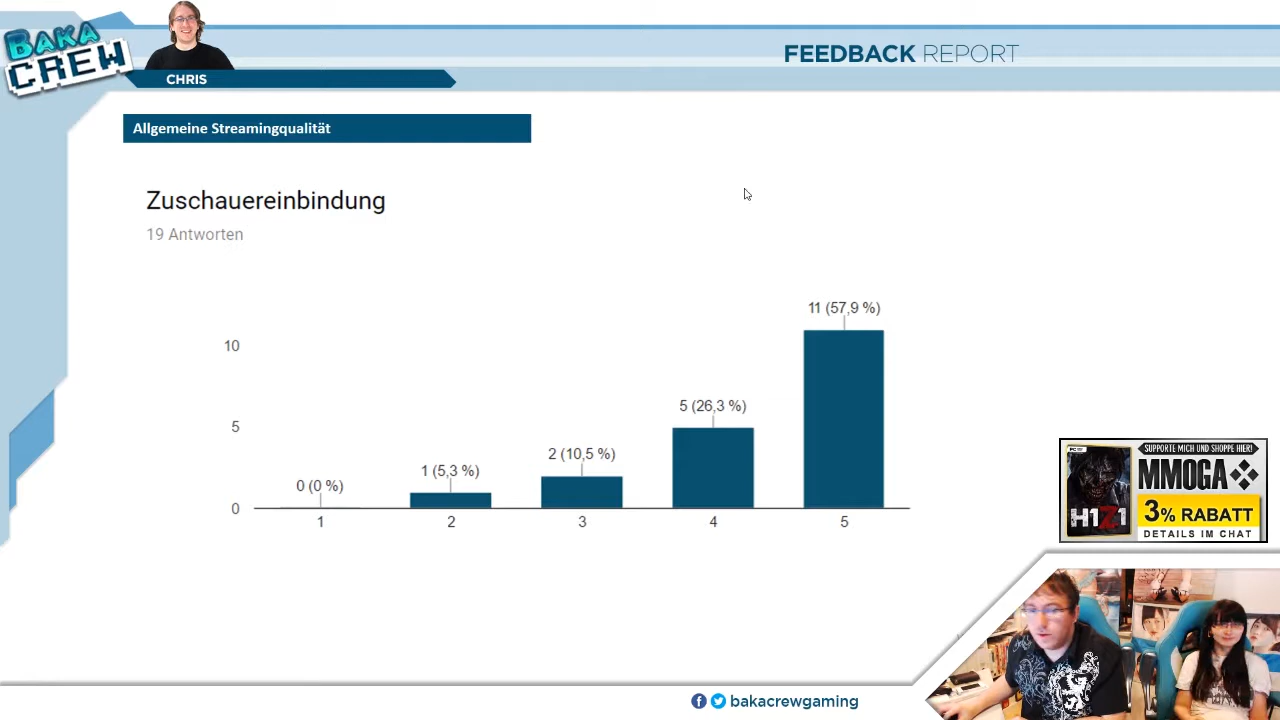 BAKA
CREW
CHRIS
FEEDBACK REPORT
Allgemeine Streamingqualität
Zuschauereinbindung
19 Antworten
11 (57,9 %)
10
5 (26,3 %)
5
2 (10,5 %)
1 (5,3 %)
0 (0 %)
0
1
2
3
4
5
SUPPORTE MICH UND SHOPPE HIER!
PC
MMOGA
H1Z1
3% RABATT
DETAILS IM CHAT
bakacrewgaming